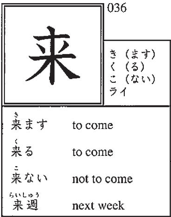 036
来
き（ます）
く（る）
こ（ない）
ライ
来ます to come
来る to come
来ない not to come
来週 next week
き
く
こ
らいしゅう